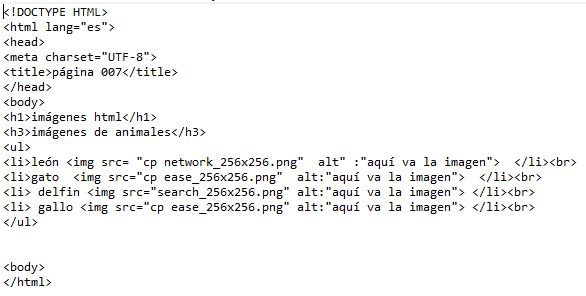 <!DOCTYPE HTML>
<html lang="es">
<head>
<meta charset="UTF-8">
<title>página 007</title>
</head>
<body>
<h1>imágenes html</h1>
<h3>imágenes de animales</h3>
<ul>
<li>león <img src= "cp network_256x256.png"  alt" :"aquí va la imagen">  </li><br>
<li>gato  <img src="cp ease_256x256.png"  alt:"aquí va la imagen">  </li><br>
<li> delfin <img src="search_256x256.png" alt:"aquí va la imagen"> </li><br>
<li> gallo <img src="cp ease_256x256.png" alt:"aquí va la imagen"> </li><br>
</ul>
<body>
</html>